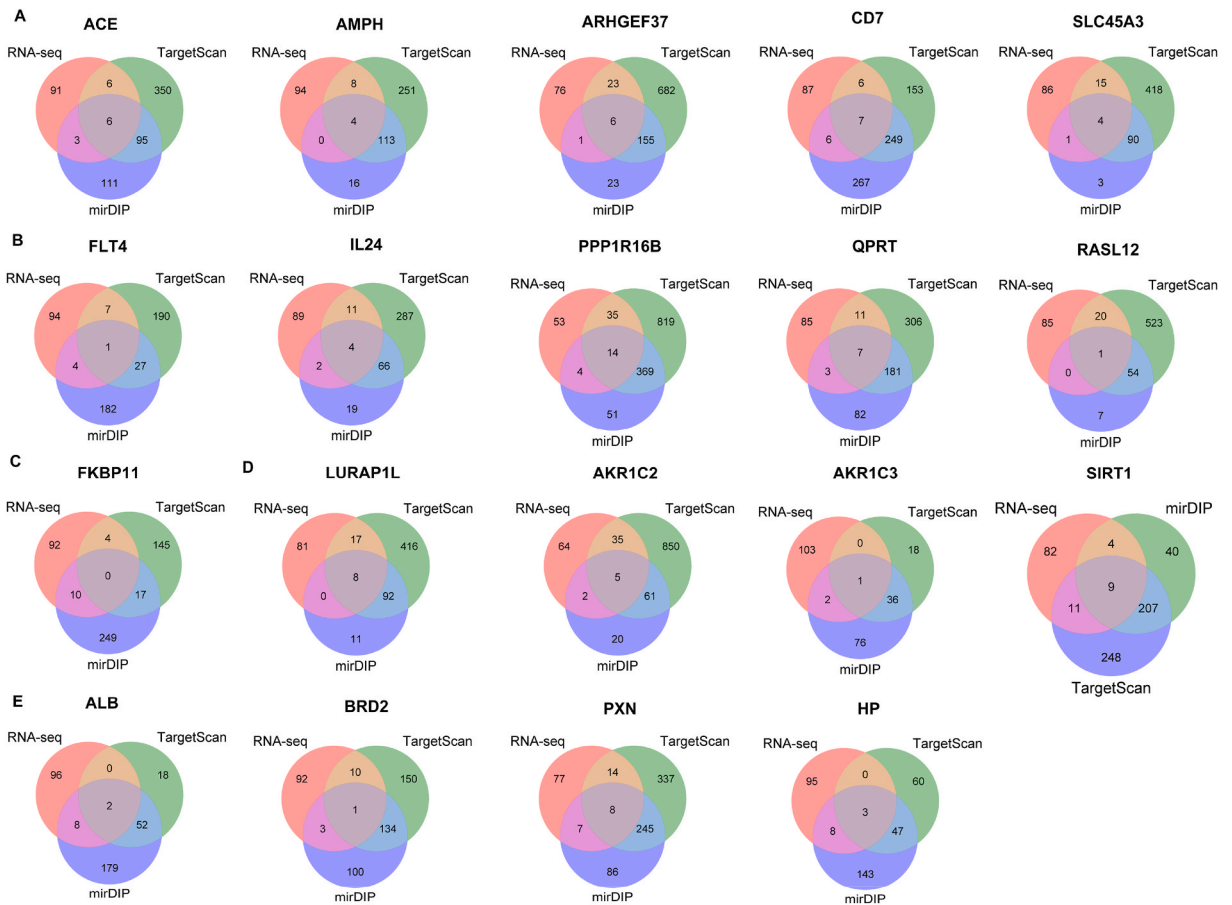 A
ACE
AMPH
ARHGEF37
CD7
SLC45A3
RNA-seq TargetScan
91 6 350
6
3 95
111
mirDIP
RNA-seq TargetScan
94 8 251
4
0 113
16
mirDIP
RNA-seq TargetScan
76 23 682
6
1 155
23
mirDIP
RNA-seq TargetScan
87 6 153
7
6 249
267
mirDIP
RNA-seq TargetScan
86 15 418
4
1 90
3
mirDIP
B
FLT4
IL24
PPP1R16B
QPRT
RASL12
RNA-seq TargetScan
94 7 190
1
4 27
182
mirDIP
RNA-seq TargetScan
89 11 287
4
2 66
19
mirDIP
RNA-seq TargetScan
53 35 819
14
4 369
51
mirDIP
RNA-seq TargetScan
85 11 306
7
3 181
82
mirDIP
RNA-seq TargetScan
85 20 523
1
0 54
7
mirDIP
C
FKBP11
D
LURAP1L
AKR1C2
AKR1C3
SIRT1
RNA-seq TargetScan
92 4 145
0
10 17
249
mirDIP
RNA-seq TargetScan
81 17 416
8
0 92
11
mirDIP
RNA-seq TargetScan
64 35 850
5
2 61
20
mirDIP
RNA-seq TargetScan
103 0 18
1
2 36
76
mirDIP
RNA-seq mirDIP
82 4 40
9
11 207
248
TargetScan
E
ALB
BRD2
PXN
HP
RNA-seq TargetScan
96 0 18
2
8 52
179
mirDIP
RNA-seq TargetScan
92 10 150
1
3 134
100
mirDIP
RNA-seq TargetScan
77 14 337
8
7 245
86
mirDIP
RNA-seq TargetScan
95 0 60
3
8 47
143
mirDIP